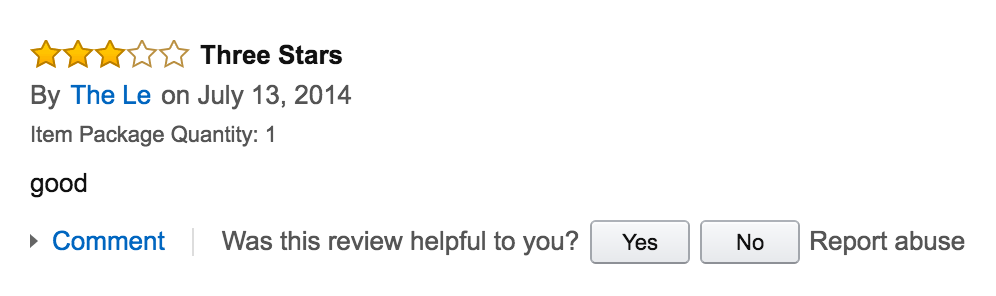 Three Stars
By The Le on July 13, 2014
Item Package Quantity: 1
good
Comment Was this review helpful to you? Yes No Report abuse